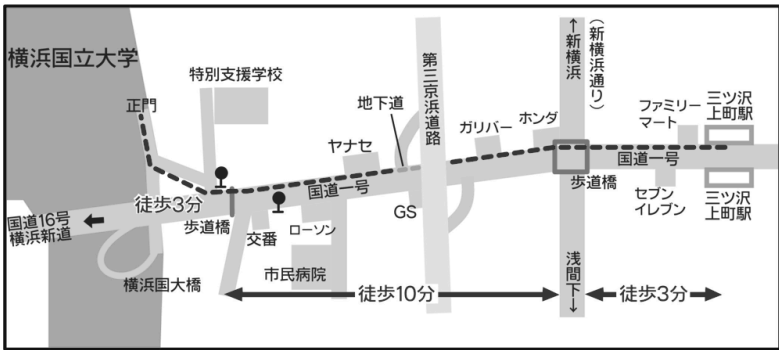 横浜国立大学
正門
特別支援学校
ヤナセ
地下道
第三京浜道路
ガリバー
ホンダ
←新横浜
(新横浜通り)
ファミリー
マート
三ツ沢
上町駅
国道一号
国道一号
歩道橋
セブン
イレブン
三ツ沢
上町駅
徒歩3分
国道16号
横浜新道
歩道橋
交番
ローソン
GS
横浜国大橋
市民病院
徒歩10分
浅間下→
徒歩3分